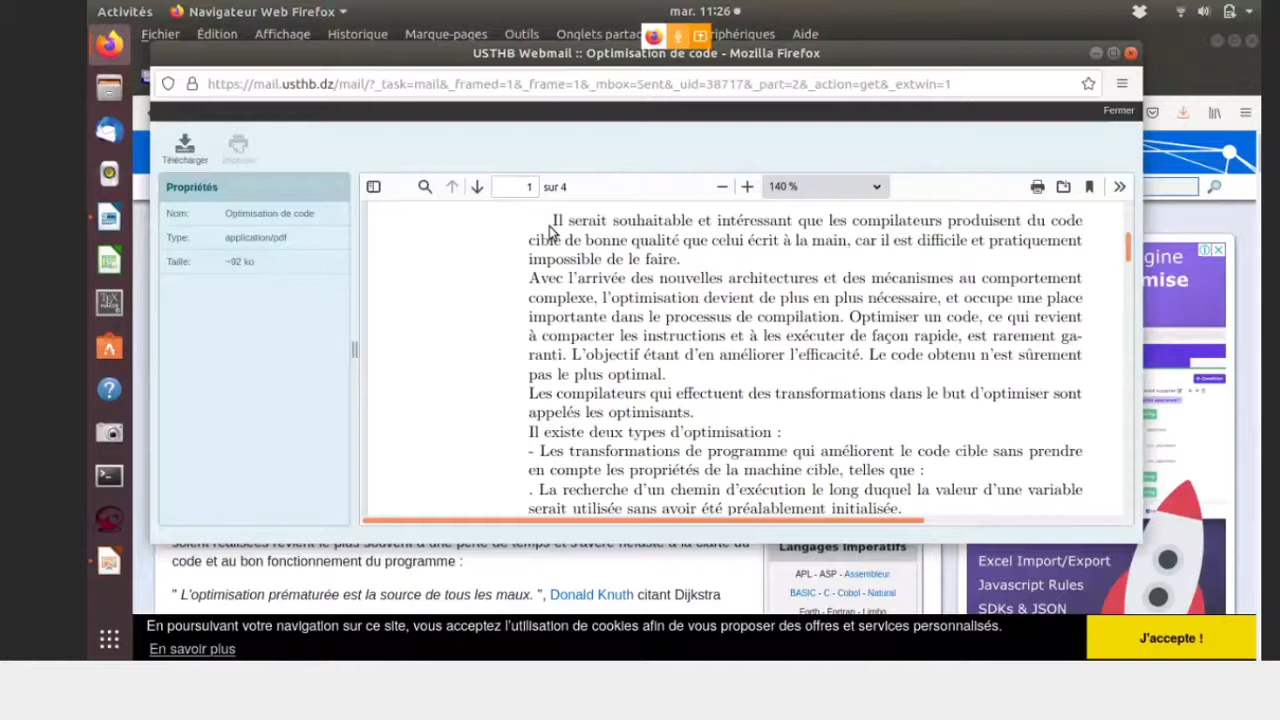 Activités
Navigateur Web Firefox
mar. 11:26
Fichier Édition Affichage Historique Marque-pages Outils Onglets partag riphériques Aide
USTHB Webmail :: Optimisation de code - Mozilla Firefox
https://mail.usthb.dz/mail/?_task=mail&_framed=1&_frame=1&_mbox=Sent&_uid=38717&_part=2&_action=get&_extwin=1
Fermer
Télécharger
Imprimer
Propriétés
Nom: Optimisation de code
Type: application/pdf
Taille: ~92 ko
1 sur 4
140 %
Il serait souhaitable et intéressant que les compilateurs produisent du code
cible de bonne qualité que celui écrit à la main, car il est difficile et pratiquement
impossible de le faire.
Avec l'arrivée des nouvelles architectures et des mécanismes au comportement
complexe, l'optimisation devient de plus en plus nécessaire, et occupe une place
importante dans le processus de compilation. Optimiser un code, ce qui revient
à compacter les instructions et à les exécuter de façon rapide, est rarement ga-
ranti. L'objectif étant d'en améliorer l'efficacité. Le code obtenu n'est sûrement
pas le plus optimal.
Les compilateurs qui effectuent des transformations dans le but d'optimiser sont
appelés les optimisants.
Il existe deux types d'optimisation :
- Les transformations de programme qui améliorent le code cible sans prendre
en compte les propriétés de la machine cible, telles que :
. La recherche d'un chemin d'exécution le long duquel la valeur d'une variable
serait utilisée sans avoir été préalablement initialisée.
gine
mise
code et au bon fonctionnement du programme :
" L'optimisation prématurée est la source de tous les maux. ", Donald Knuth citant Dijkstra
Langages impératifs
APL - ASP - Assembleur
BASIC - C - Cobol - Natural
Forth - Fortran - Limbo
Excel Import/Export
Javascript Rules
SDKs & JSON
En poursuivant votre navigation sur ce site, vous acceptez l'utilisation de cookies afin de vous proposer des offres et services personnalisés.
En savoir plus
J'accepte !